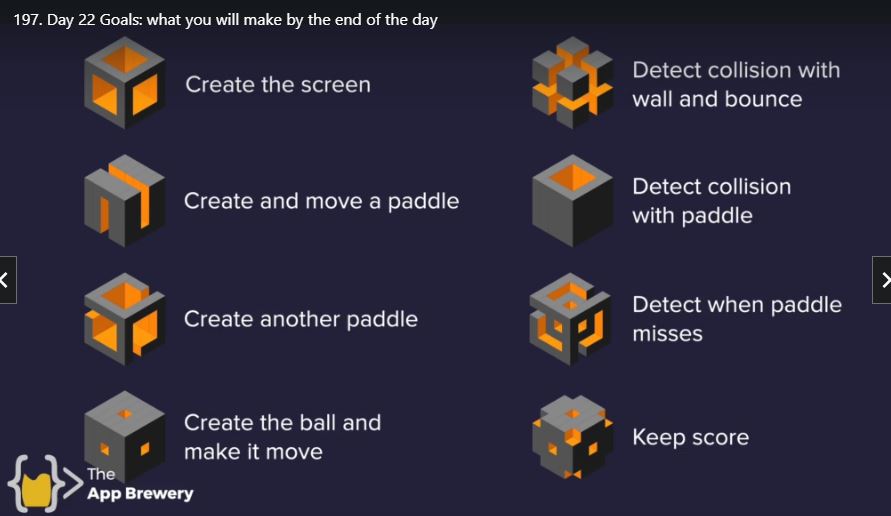 197. Day 22 Goals: what you will make by the end of the day
Create the screen
Create and move a paddle
Create another paddle
Create the ball and
make it move
Detect collision with
wall and bounce
Detect collision
with paddle
Detect when paddle
misses
Keep score
The
App Brewery